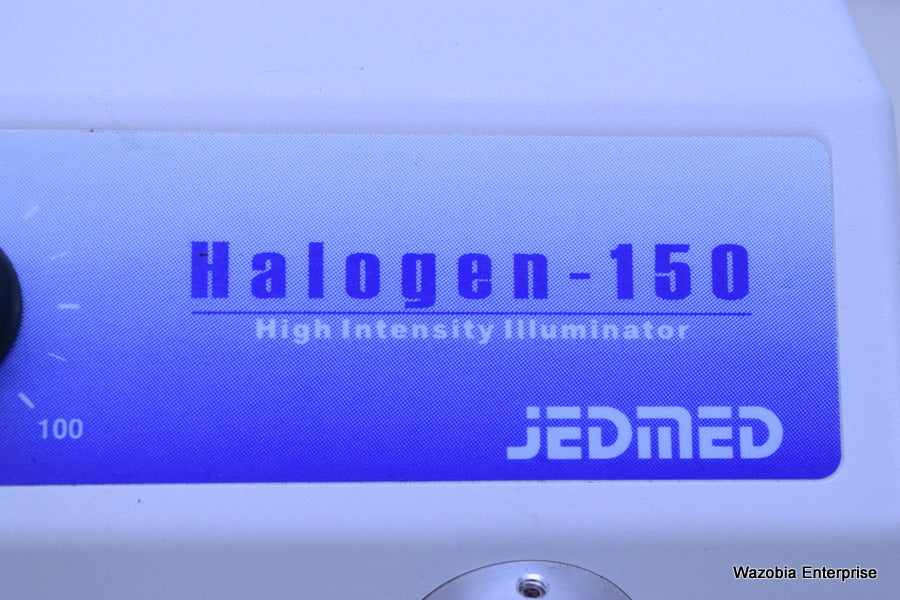 Halogen-150
High Intensity Illuminator
100
JEDMED
Wazobia Enterprise